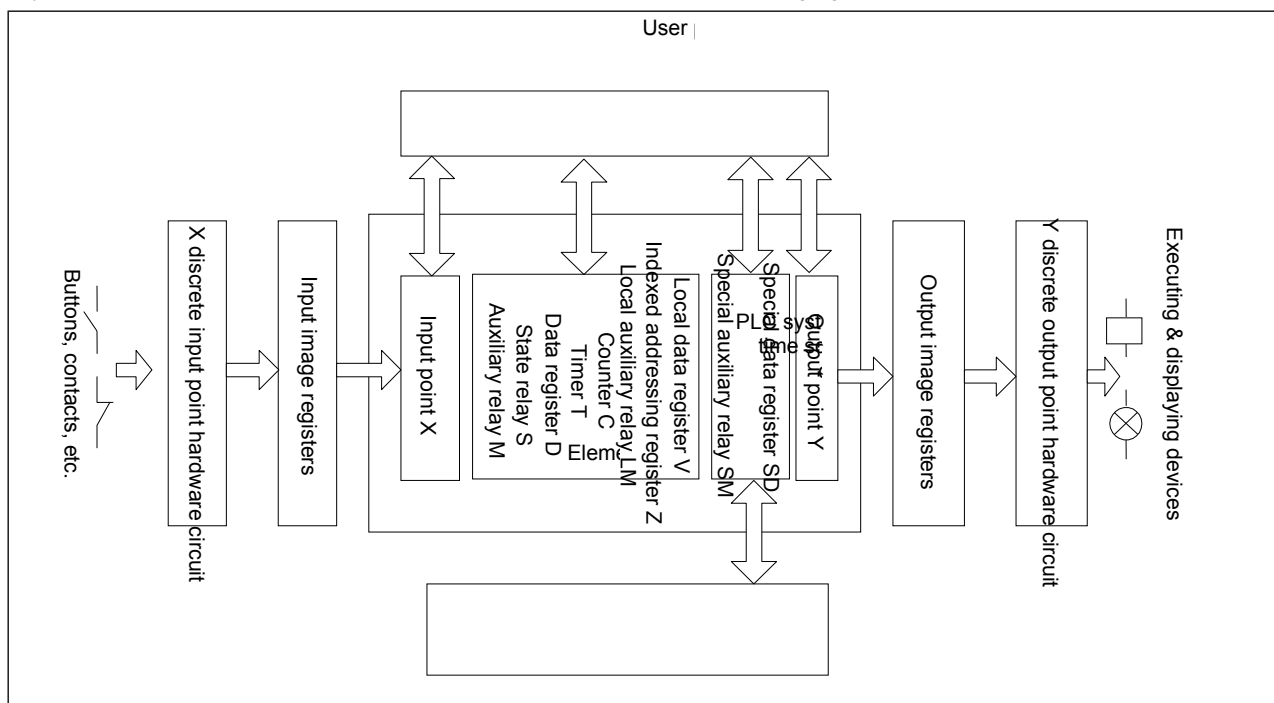 User
Buttons, contacts, etc.
X discrete input point hardware circuit
Input image registers
Input point X
Auxiliary relay M
State relay S
Data register D
Timer T
Counter C
Local auxiliary relay LM
Indexed addressing register Z
Local data register V
Special auxiliary relay SM
Special data register SD
Output point Y
Output image registers
Y discrete output point hardware circuit
Executing & displaying devices